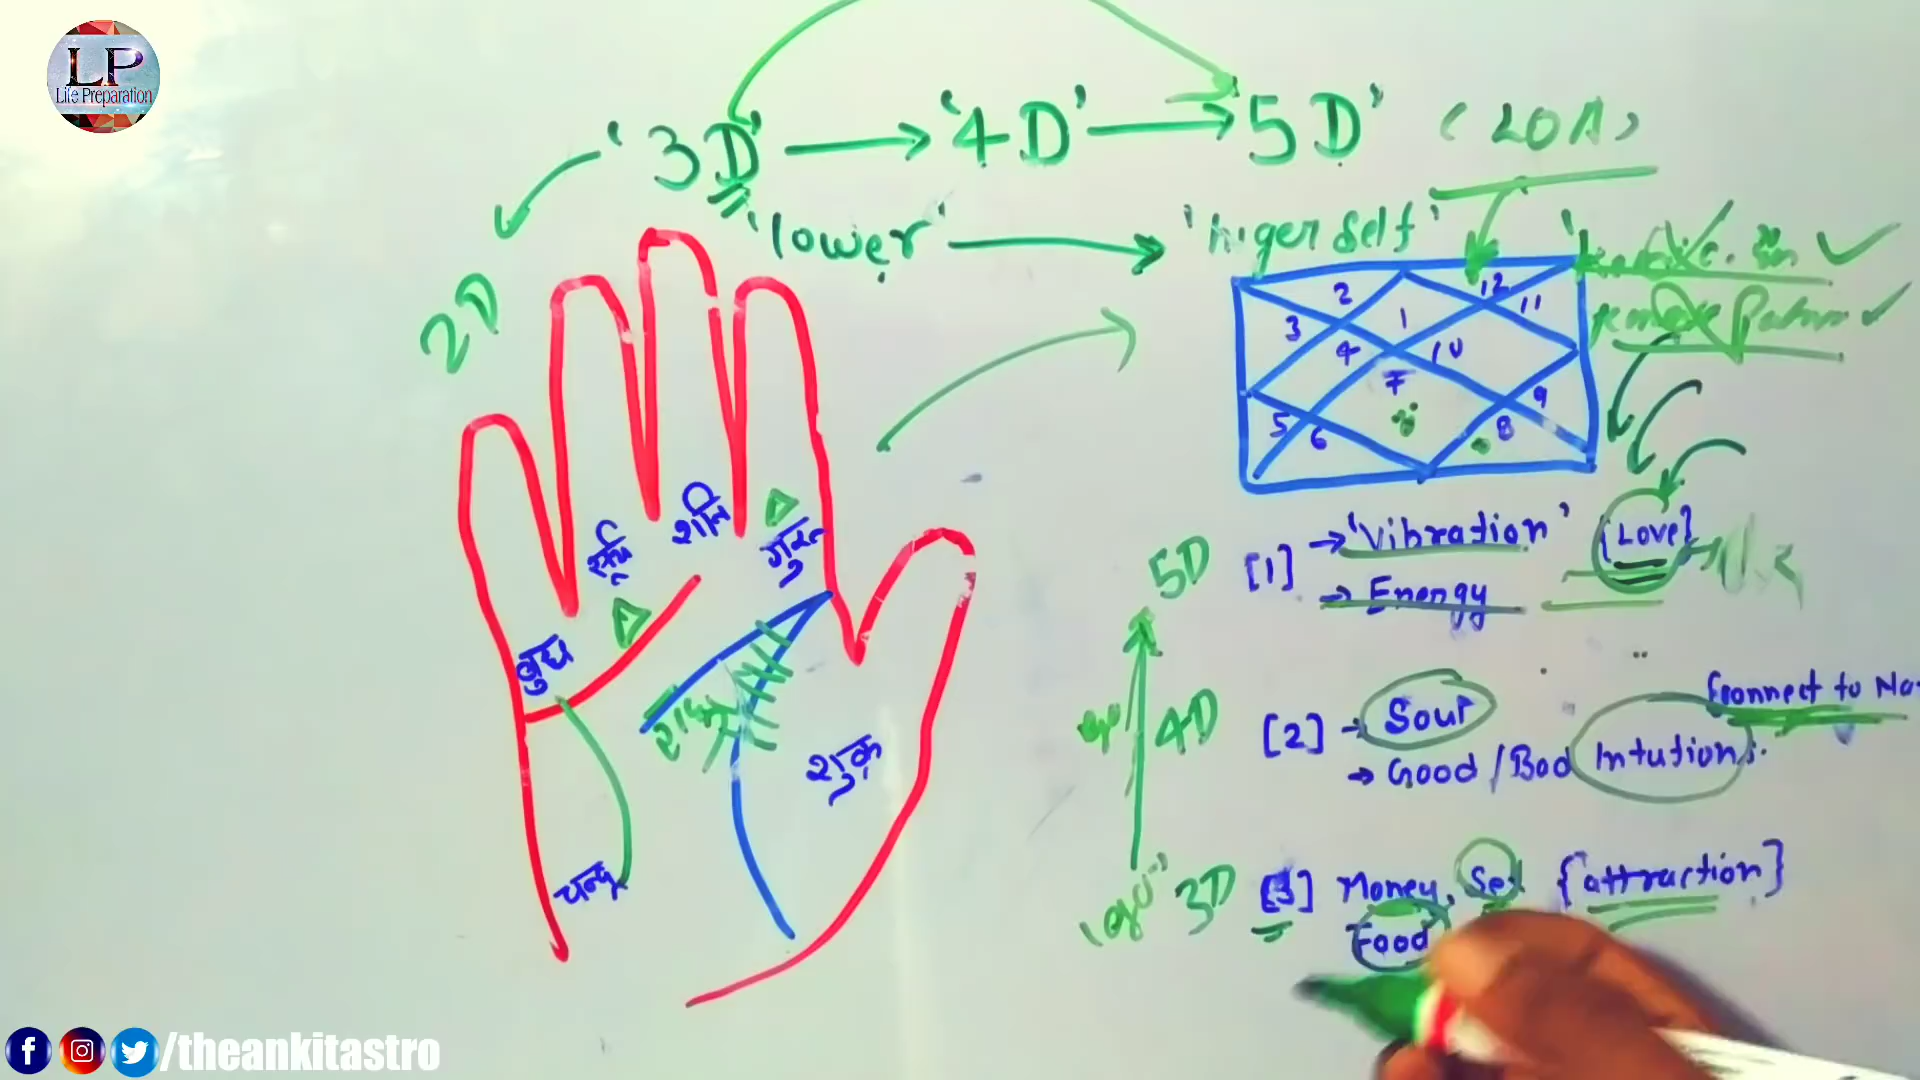 LP
Life Preparation
'3D' → '4D' → '5D' (LOA)
'lower' → 'higer self'
2D
2 12
3 1 11
4 10
7
5 6 8 9
सूर्य शनि गुरु
बुध
राहु
शुक्र
चन्द्र
5D [1] → 'Vibration' {Love}
→ Energy
4D [2] → Soul
Connect to Na
→ Good / Bad Intution
3D [3] Money, Sex {attraction}
Food
/theankitastro